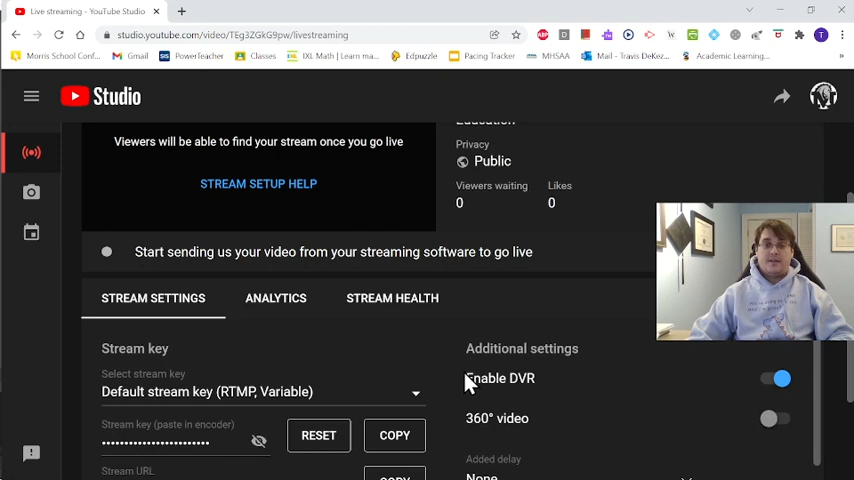 Live streaming - YouTube Studio
studio.youtube.com/video/TEg3ZGkG9pw/livestreaming
Morris School Conf... Gmail SIS PowerTeacher Classes IXL Math | Learn ma... Edpuzzle Pacing Tracker MHSAA Mail - Travis DeKez... Academic Learning...
Studio
Viewers will be able to find your stream once you go live
STREAM SETUP HELP
Education
Privacy
Public
Viewers waiting Likes
0 0
Start sending us your video from your streaming software to go live
STREAM SETTINGS ANALYTICS STREAM HEALTH
Stream key
Select stream key
Default stream key (RTMP, Variable)
Stream key (paste in encoder)
•••••••••••••••••••••••• RESET COPY
Stream URL
COPY
Additional settings
Enable DVR
360° video
Added delay
None